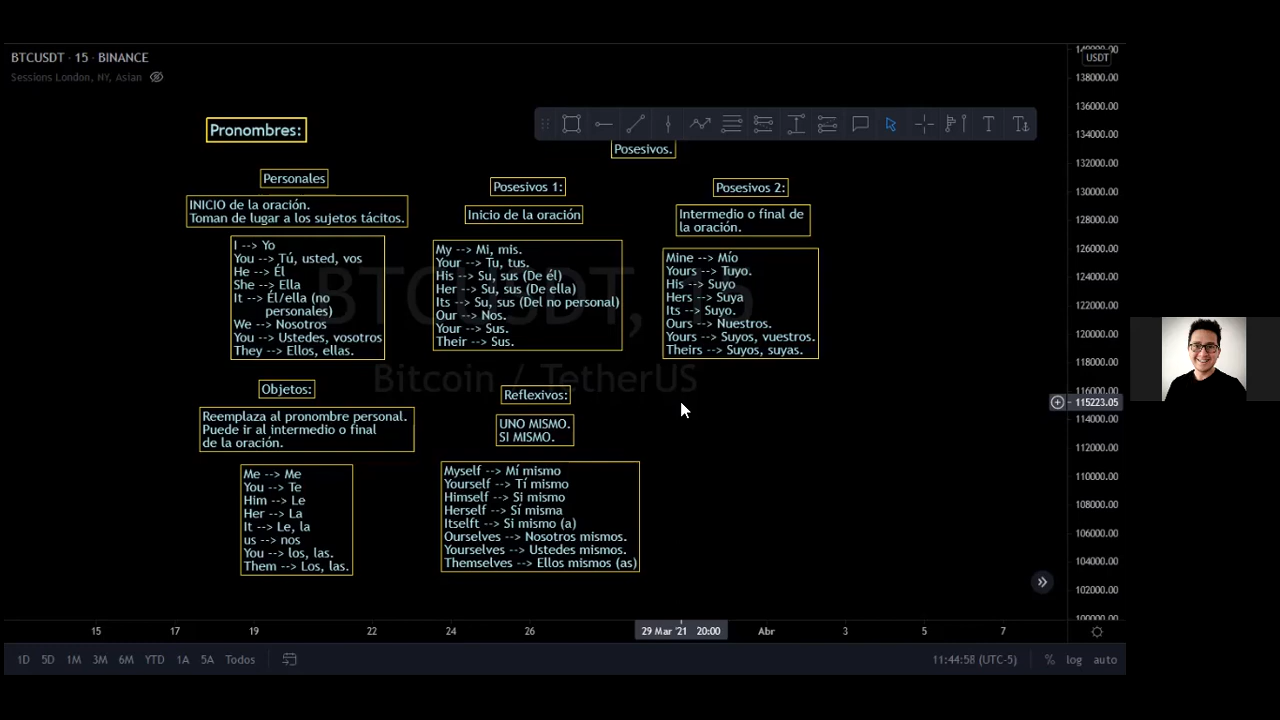 BTCUSDT · 15 · BINANCE
Sessions London, NY, Asian
Pronombres:
Personales
INICIO de la oración.
Toman de lugar a los sujetos tácitos.
I --> Yo
You --> Tú, usted, vos
He --> Él
She --> Ella
It --> Él/ella (no
personales)
We --> Nosotros
You --> Ustedes, vosotros
They --> Ellos, ellas.
Objetos:
Reemplaza al pronombre personal.
Puede ir al intermedio o final
de la oración.
Me --> Me
You --> Te
Him --> Le
Her --> La
It --> Le, la
us --> nos
You --> los, las.
Them --> Los, las.
Posesivos.
Posesivos 1:
Inicio de la oración
My --> Mi, mis.
Your --> Tu, tus.
His --> Su, sus (De él)
Her --> Su, sus (De ella)
Its --> Su, sus (Del no personal)
Our --> Nos.
Your --> Sus.
Their --> Sus.
Reflexivos:
UNO MISMO.
SI MISMO.
Myself --> Mí mismo
Yourself --> Tí mismo
Himself --> Si mismo
Herself --> Sí misma
Itselft --> Si mismo (a)
Ourselves --> Nosotros mismos.
Yourselves --> Ustedes mismos.
Themselves --> Ellos mismos (as)
Posesivos 2:
Intermedio o final de
la oración.
Mine --> Mío
Yours --> Tuyo.
His --> Suyo
Hers --> Suya
Its --> Suyo.
Ours --> Nuestros.
Yours --> Suyos, vuestros.
Theirs --> Suyos, suyas.
BTCUSDT, 15
Bitcoin / TetherUS
140000.00
USDT
138000.00
136000.00
134000.00
132000.00
130000.00
128000.00
126000.00
124000.00
122000.00
120000.00
118000.00
116000.00
115223.05
114000.00
112000.00
110000.00
108000.00
106000.00
104000.00
102000.00
100000.00
15 17 19 22 24 26 29 Mar '21 20:00 Abr 3 5 7
1D 5D 1M 3M 6M YTD 1A 5A Todos 11:44:58 (UTC-5) % log auto